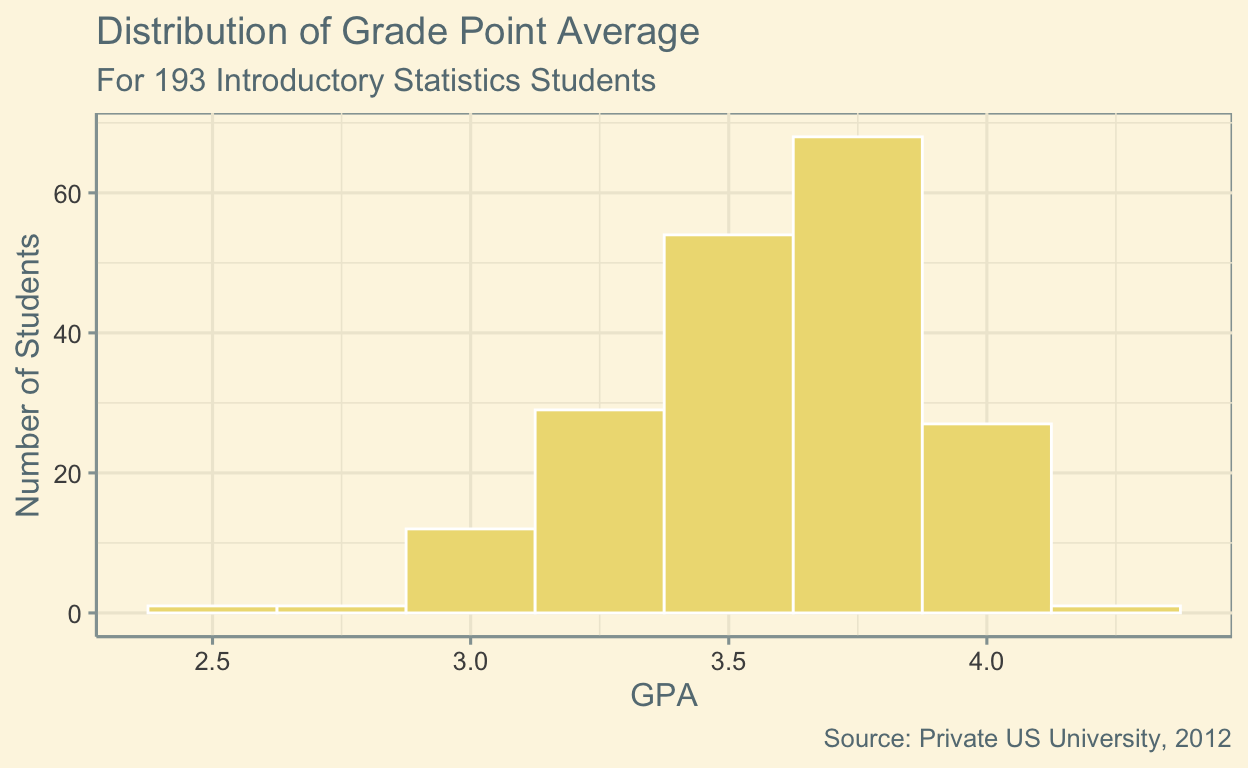 Distribution of Grade Point Average
For 193 Introductory Statistics Students
Number of Students
60
40
20
0
2.5 3.0 3.5 4.0
GPA
Source: Private US University, 2012